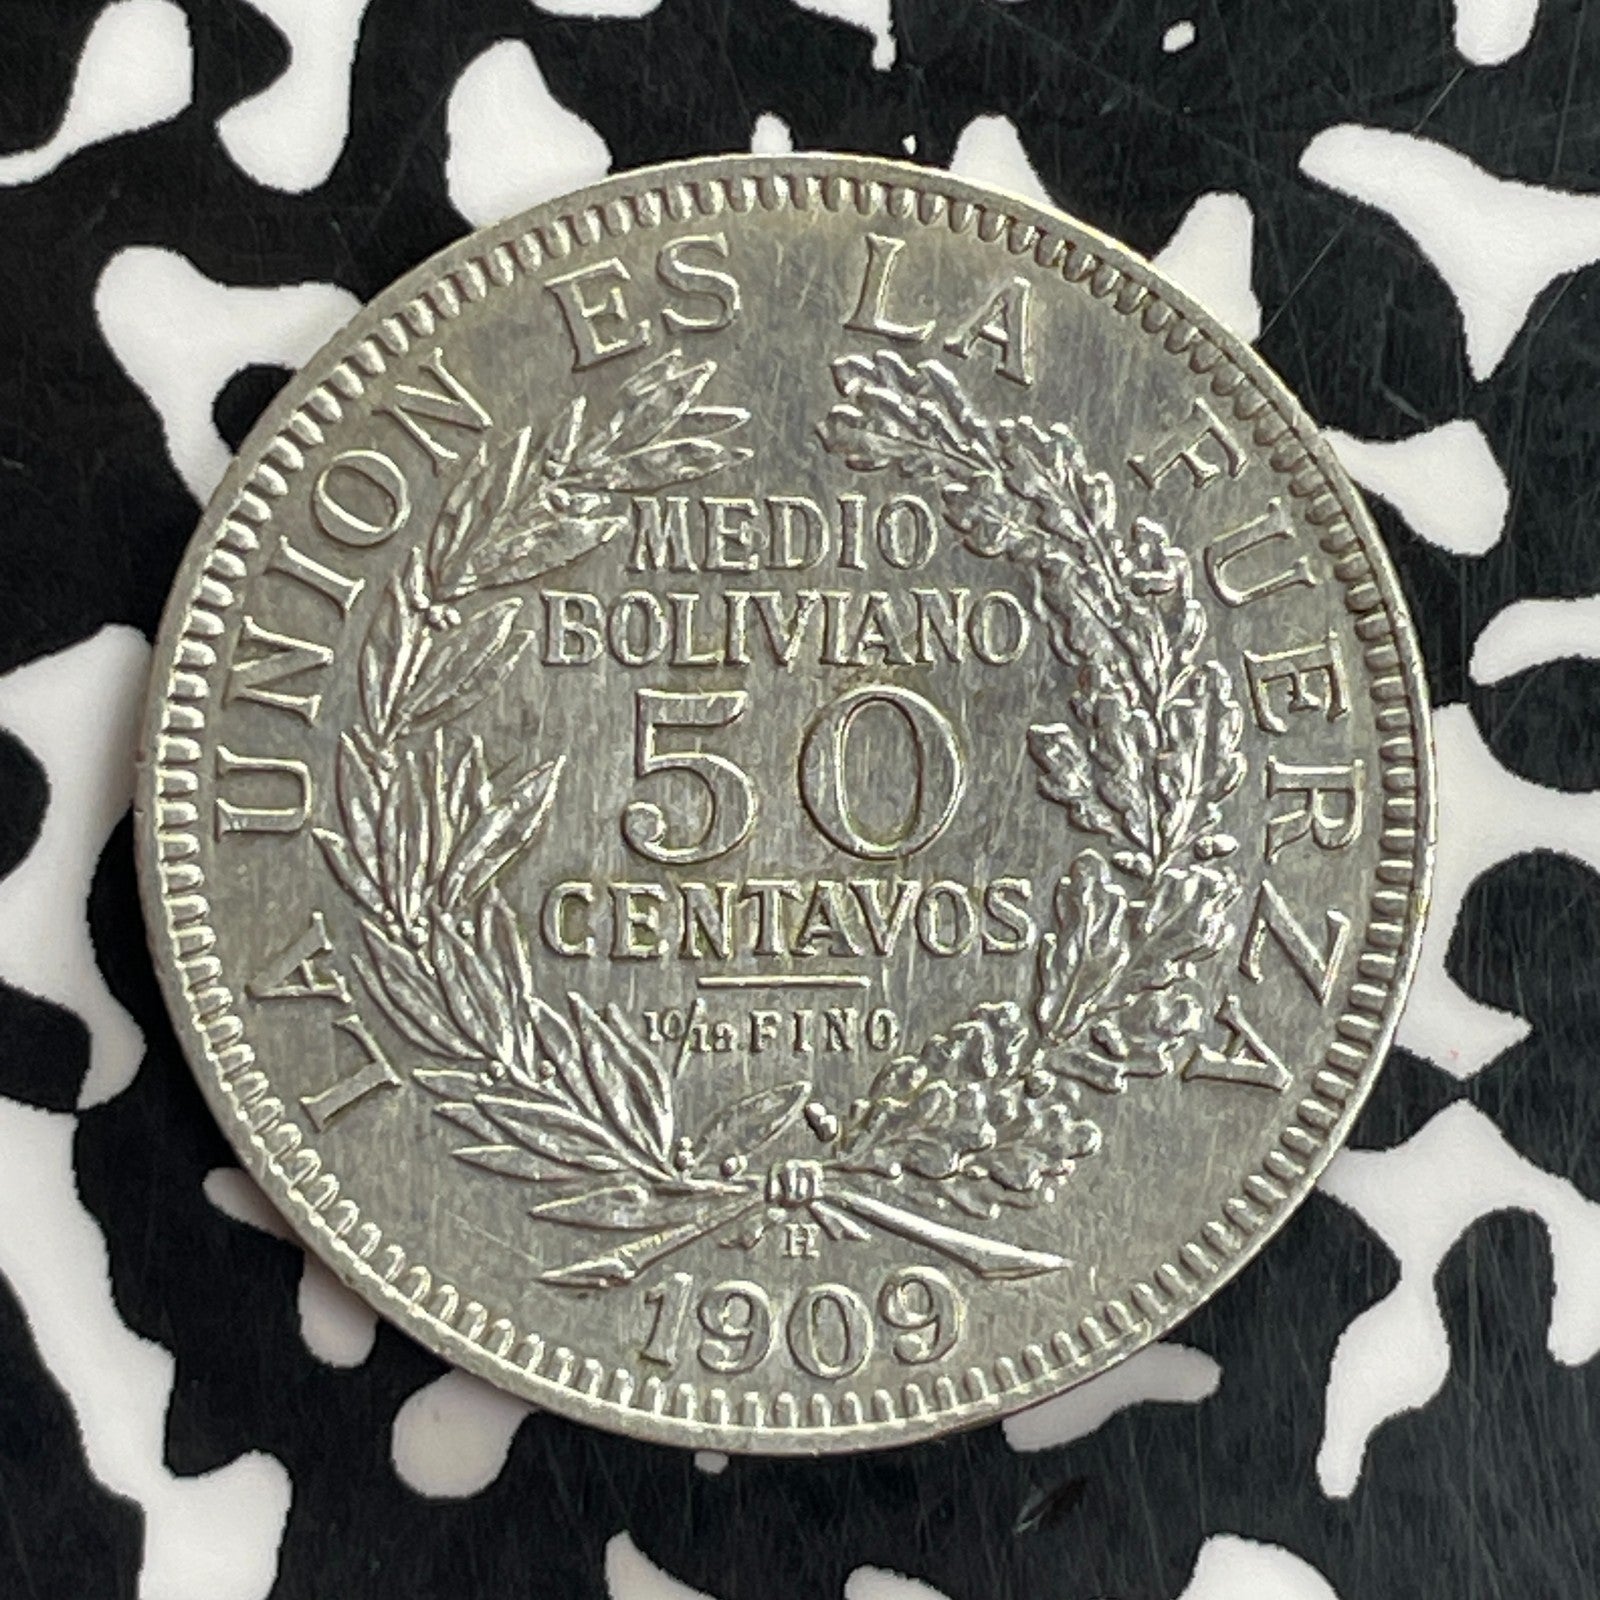 LA UNION ES LA FUERZA
MEDIO
BOLIVIANO
50
CENTAVOS
10/12 FINO
H
1909